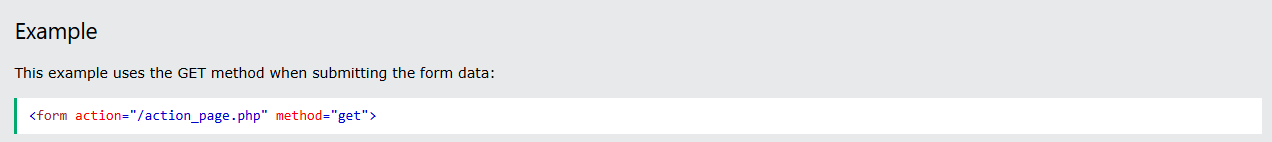 Example
This example uses the GET method when submitting the form data:
<form action="/action_page.php" method="get">